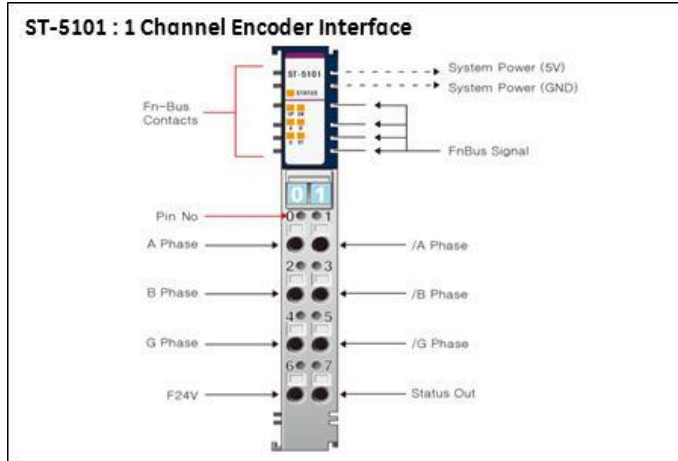 ST-5101 : 1 Channel Encoder Interface
ST-5101
STATUS
System Power (5V)
System Power (GND)
Fn-Bus
Contacts
FnBus Signal
01
Pin No
0 1
A Phase
/A Phase
2 3
B Phase
/B Phase
4 5
G Phase
/G Phase
6 7
F24V
Status Out